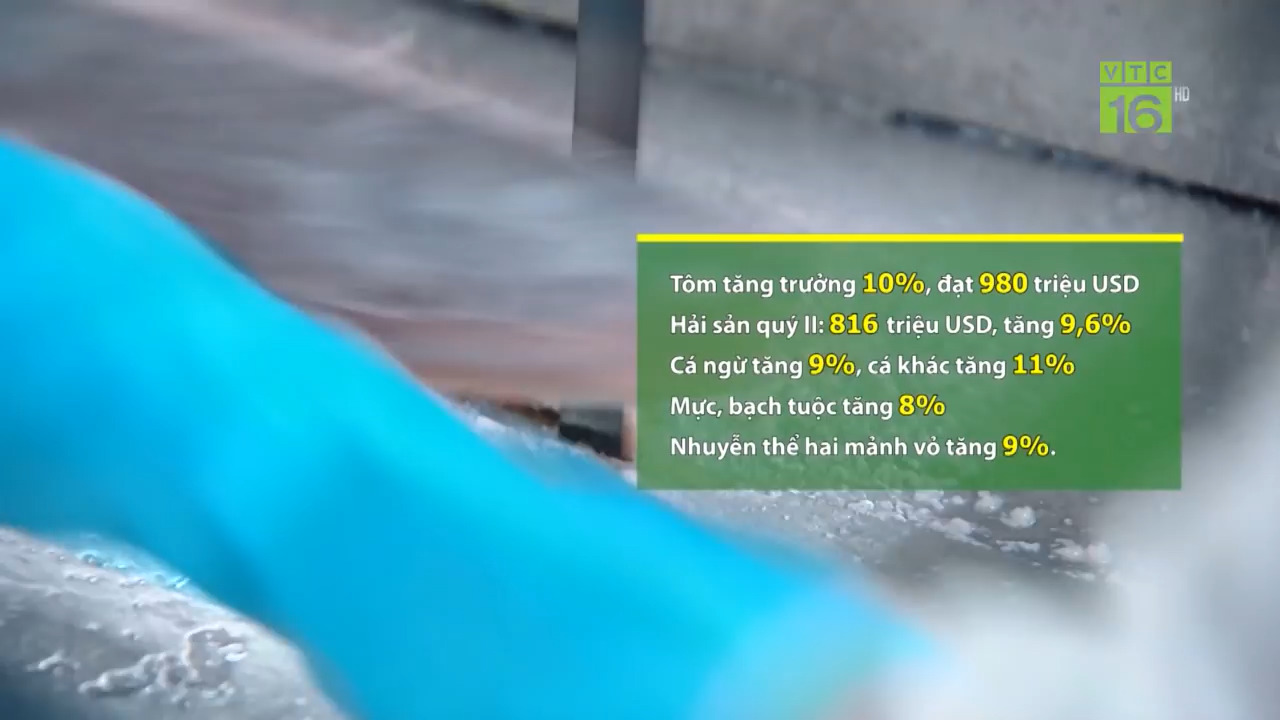 VTC
16 HD
Tôm tăng trưởng 10%, đạt 980 triệu USD
Hải sản quý II: 816 triệu USD, tăng 9,6%
Cá ngừ tăng 9%, cá khác tăng 11%
Mực, bạch tuộc tăng 8%
Nhuyễn thể hai mảnh vỏ tăng 9%.